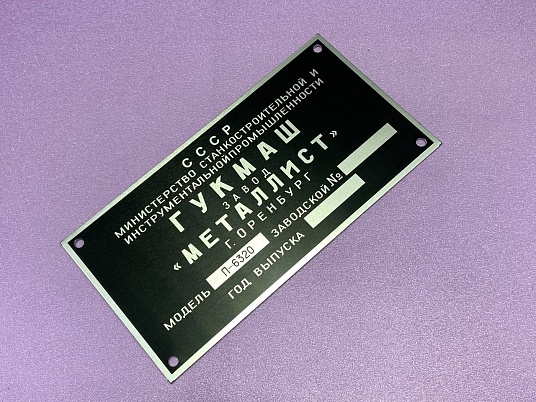 СССР
МИНИСТЕРСТВО СТАНКОСТРОИТЕЛЬНОЙ И
ИНСТРУМЕНТАЛЬНОЙПРОМЫШЛЕННОСТИ
ГУКМАШ
ЗАВОД
«МЕТАЛЛИСТ»
Г. ОРЕНБУРГ
МОДЕЛЬ П-6320 ЗАВОДСКОЙ №
ГОД ВЫПУСКА